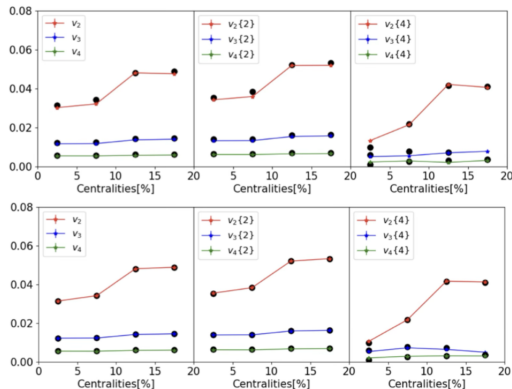 0.08
0.06
0.04
0.02
0.00
v₂
v₃
v₄
v₂{2}
v₃{2}
v₄{2}
v₂{4}
v₃{4}
v₄{4}
0 5 10 15 20 5 10 15 20 5 10 15 20
Centralities[%] Centralities[%] Centralities[%]
0.08
0.06
0.04
0.02
0.00
v₂
v₃
v₄
v₂{2}
v₃{2}
v₄{2}
v₂{4}
v₃{4}
v₄{4}
0 5 10 15 20 5 10 15 20 5 10 15 20
Centralities[%] Centralities[%] Centralities[%]